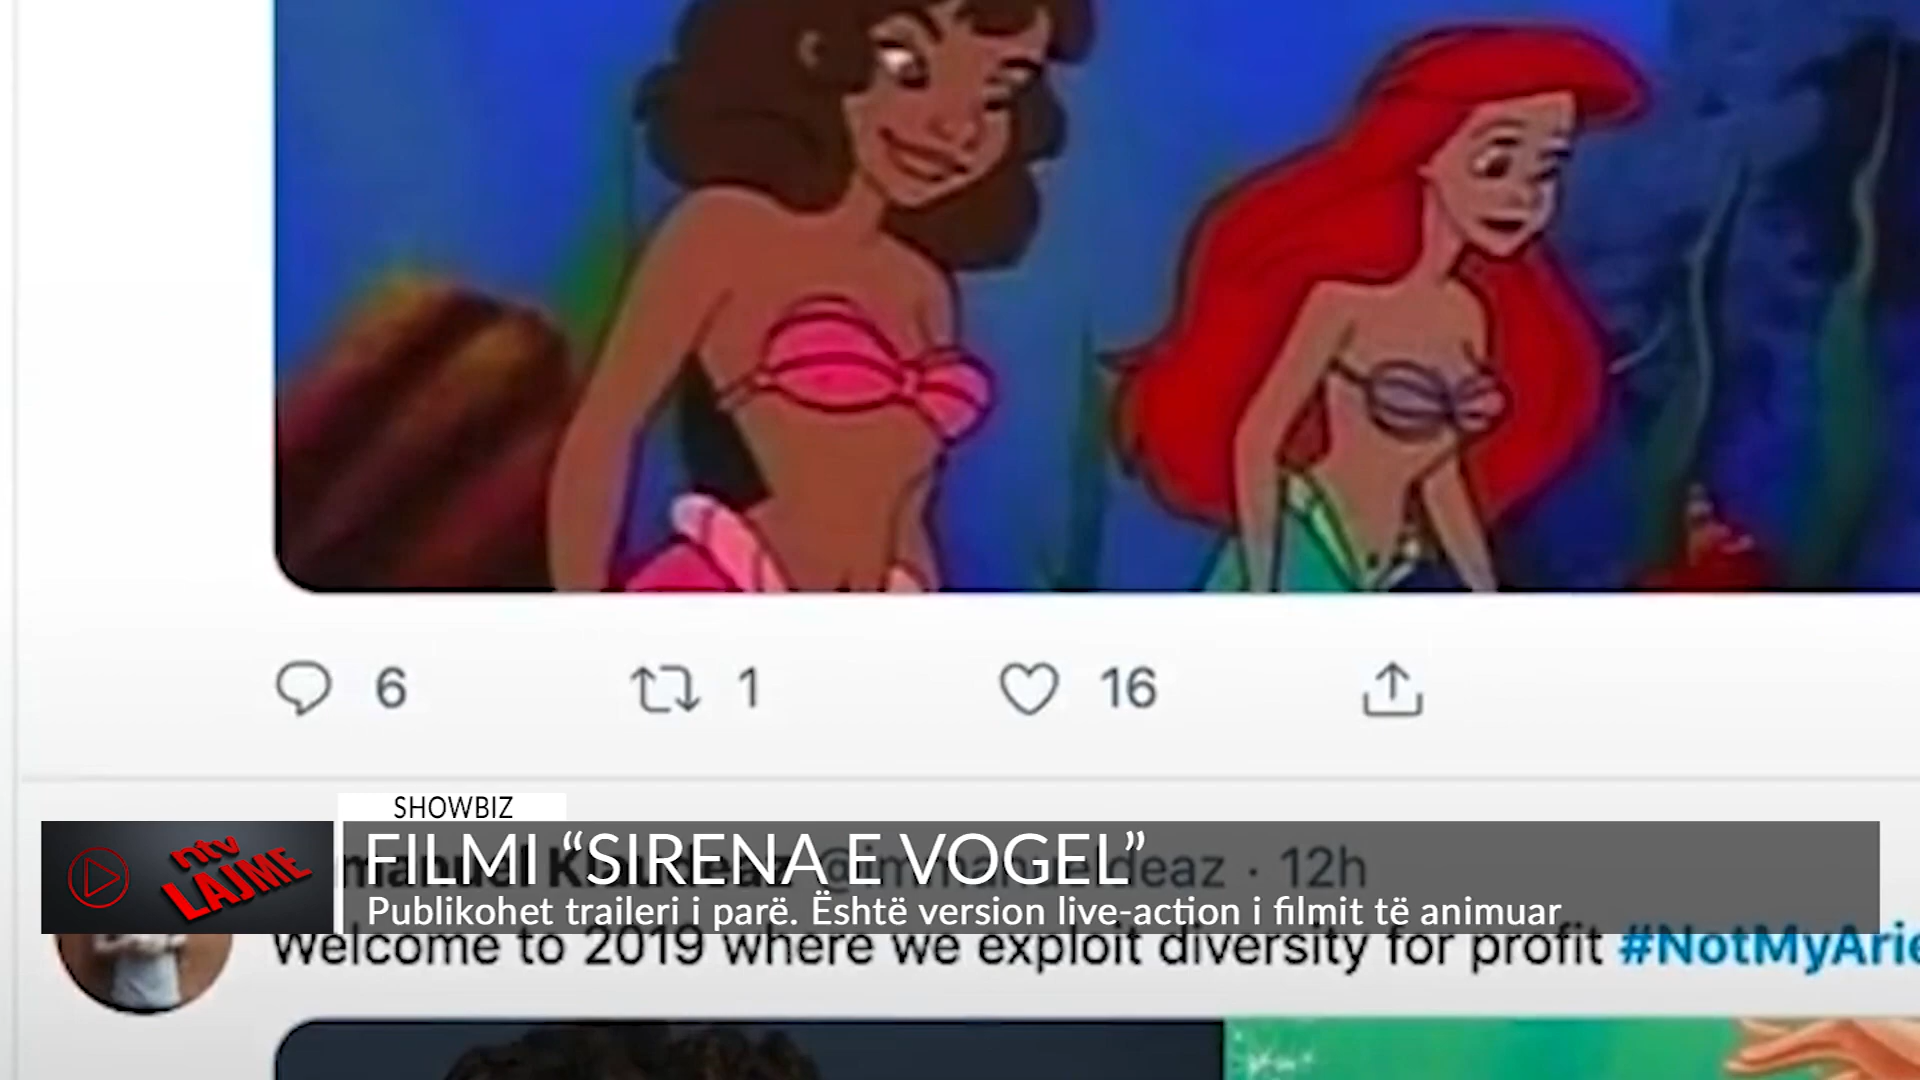 6 1 16
SHOWBIZ
FILMI “SIRENA E VOGEL”
ntv
LAJME
12h
Publikohet traileri i parë. Është version live-action i filmit të animuar
Welcome to 2019 where we exploit diversity for profit #NotMyArie